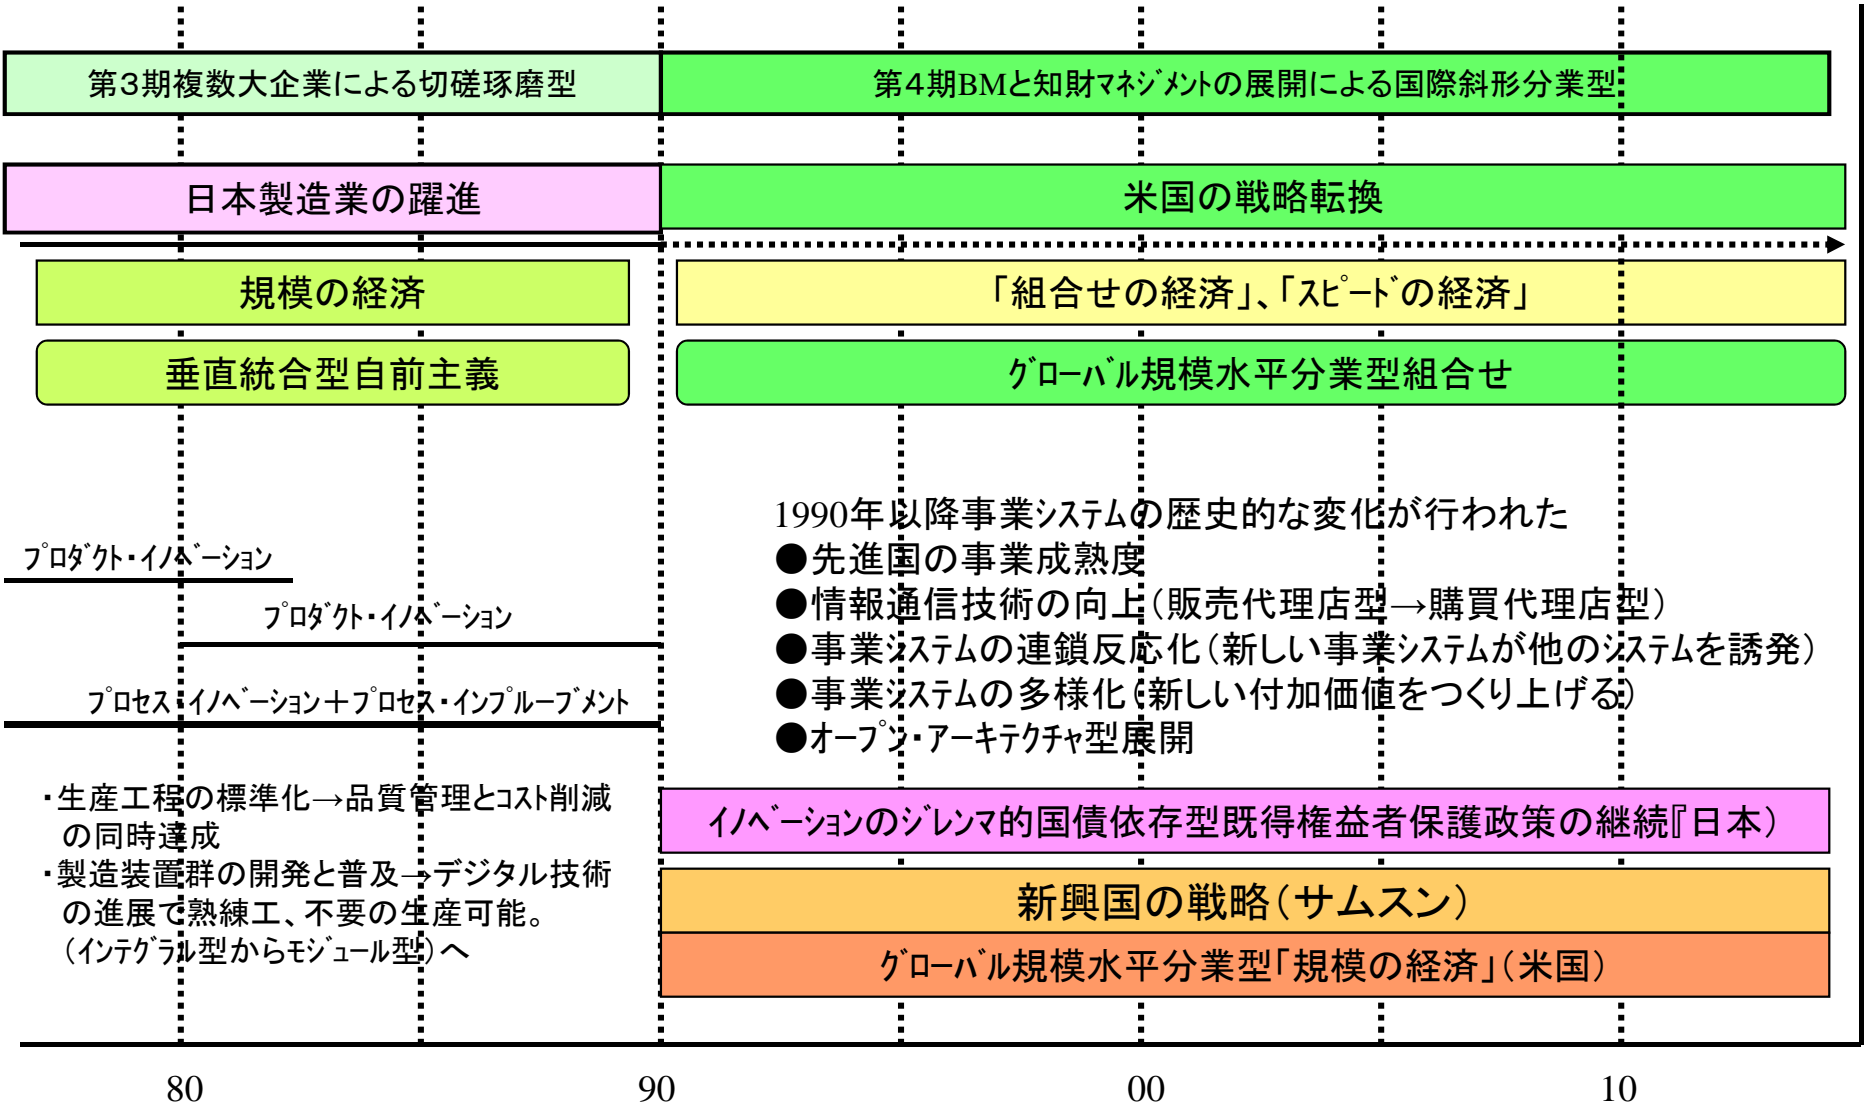 第３期複数大企業による切磋琢磨型
第４期BMと知財ﾏﾈｼﾞﾒﾝﾄの展開による国際斜形分業型
日本製造業の躍進
米国の戦略転換
規模の経済
「組合せの経済」、「ｽﾋﾟｰﾄﾞの経済」
垂直統合型自前主義
ｸﾞﾛｰﾊﾞﾙ規模水平分業型組合せ
1990年以降事業ｼｽﾃﾑの歴史的な変化が行われた
●先進国の事業成熟度
●情報通信技術の向上（販売代理店型→購買代理店型）
●事業ｼｽﾃﾑの連鎖反応化（新しい事業ｼｽﾃﾑが他のｼｽﾃﾑを誘発）
●事業ｼｽﾃﾑの多様化（新しい付加価値をつくり上げる）
●ｵｰﾌﾟﾝ・ｱｰｷﾃｸﾁｬ型展開
ﾌﾟﾛﾀﾞｸﾄ・ｲﾉﾍﾞｰｼｮﾝ
ﾌﾟﾛﾀﾞｸﾄ・ｲﾉﾍﾞｰｼｮﾝ
ﾌﾟﾛｾｽ・ｲﾉﾍﾞｰｼｮﾝ＋ﾌﾟﾛｾｽ・ｲﾝﾌﾟﾙｰﾌﾞﾒﾝﾄ
・生産工程の標準化→品質管理とｺｽﾄ削減
の同時達成
・製造装置群の開発と普及→デジタル技術
の進展で熟練工、不要の生産可能。
（ｲﾝﾃｸﾞﾗﾙ型からﾓｼﾞｭｰﾙ型）へ
ｲﾉﾍﾞｰｼｮﾝのｼﾞﾚﾝﾏ的国債依存型既得権益者保護政策の継続『日本）
新興国の戦略（サムスン）
ｸﾞﾛｰﾊﾞﾙ規模水平分業型「規模の経済」（米国）
80
90
00
10